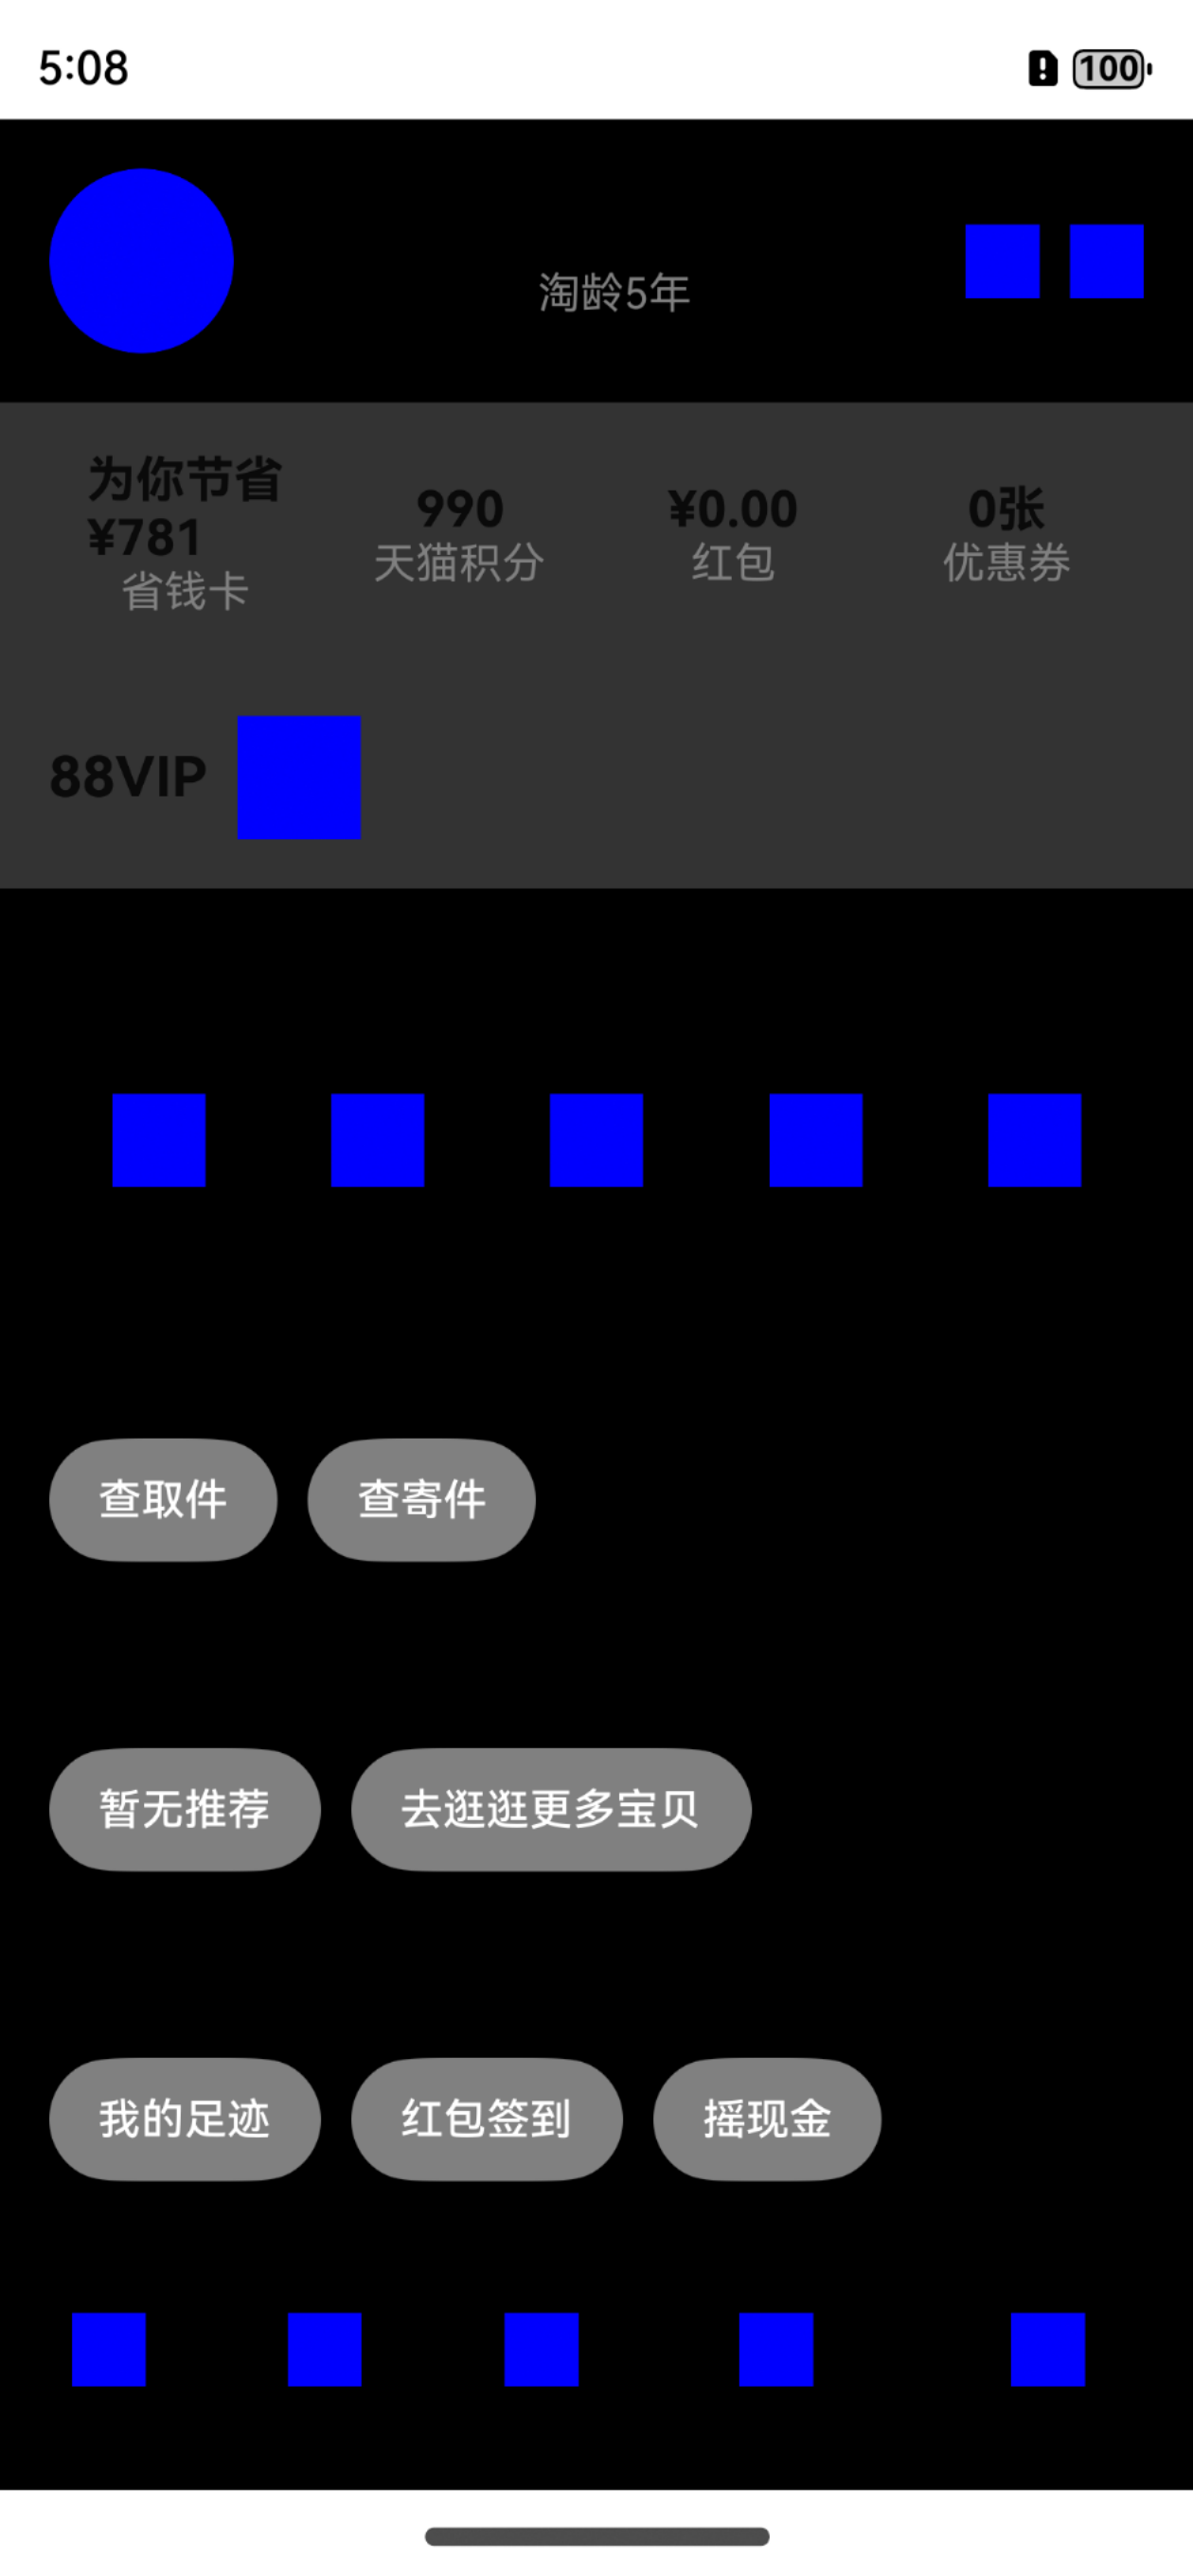 5:08
100
淘龄5年
为你节省
¥781
省钱卡
990
天猫积分
¥0.00
红包
0张
优惠券
88VIP
查取件
查寄件
暂无推荐
去逛逛更多宝贝
我的足迹
红包签到
摇现金